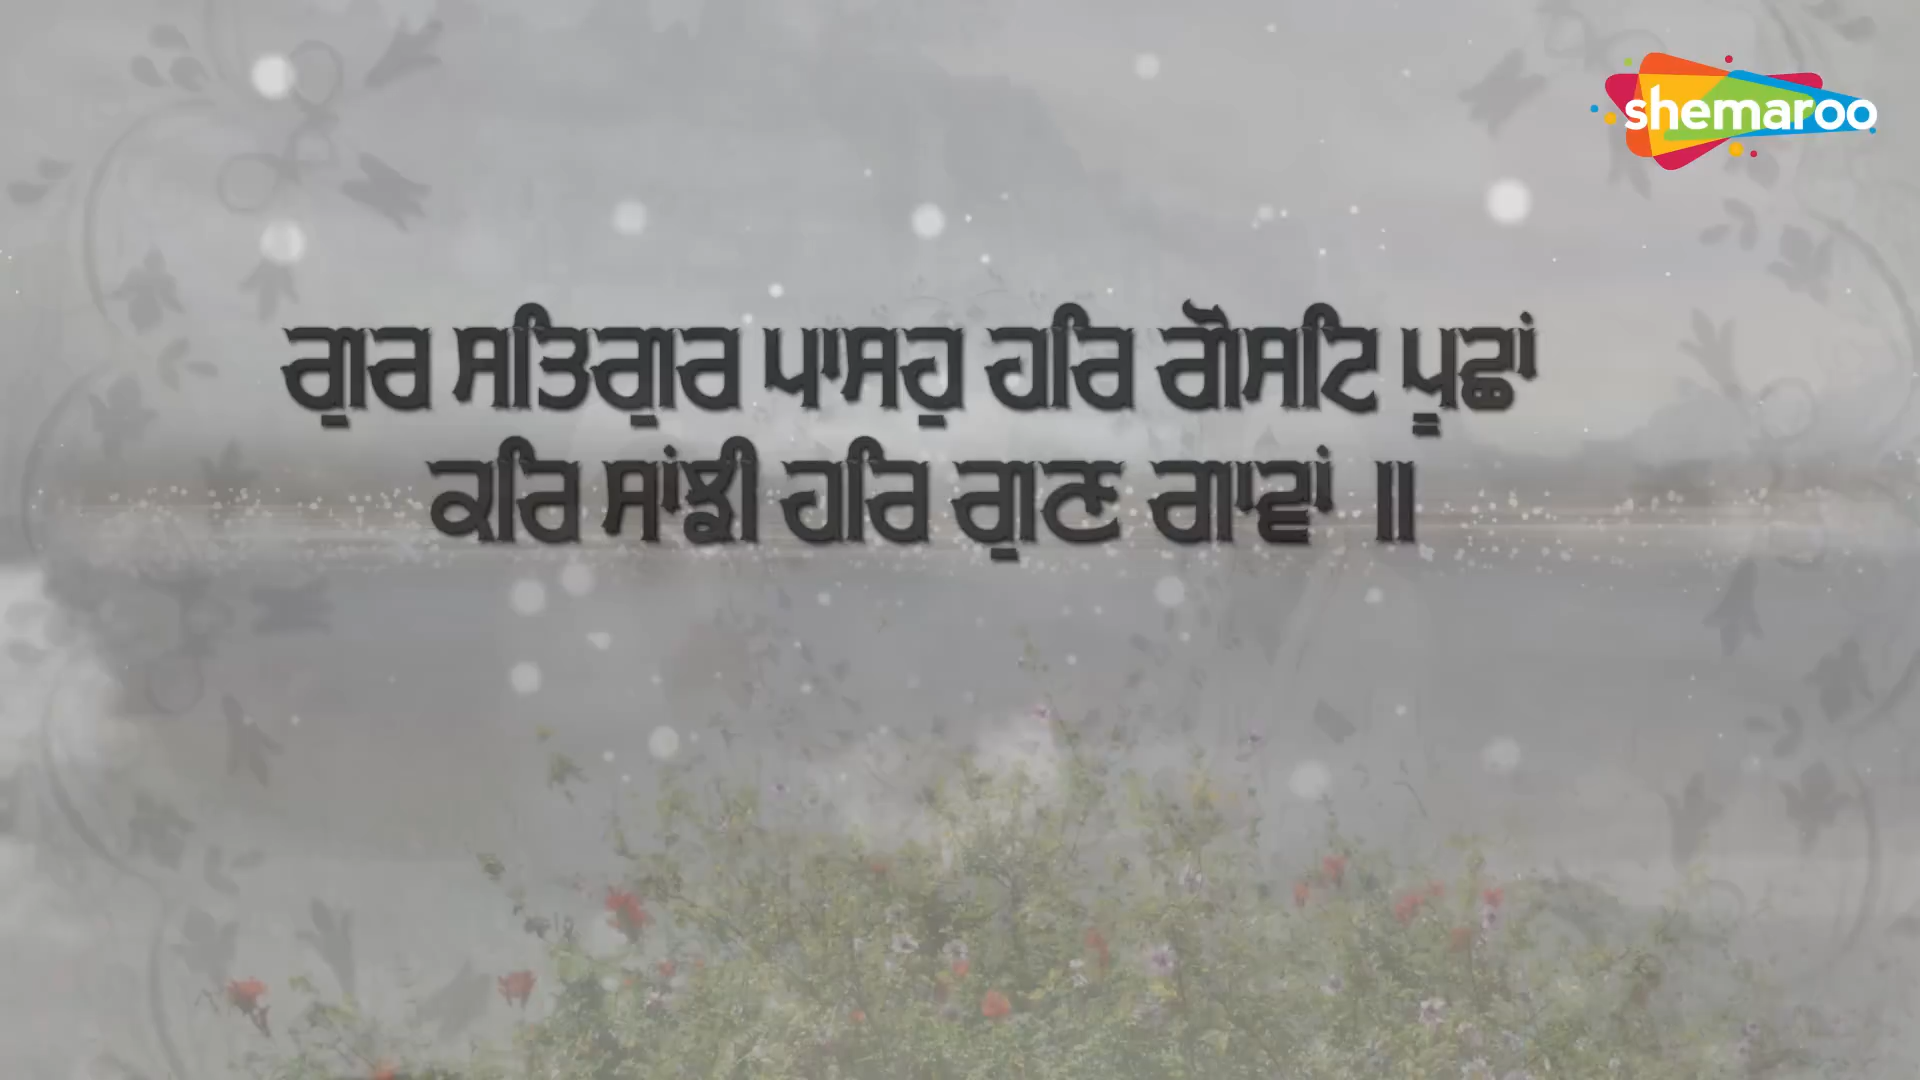 shemaroo
ਗੁਰ ਸਤਿਗੁਰ ਪਾਸਹੁ ਹਰਿ ਗੋਸਟਿ ਪੂਛਾਂ
ਕਰਿ ਸਾਂਝੀ ਹਰਿ ਗੁਣ ਗਾਵਾਂ ॥